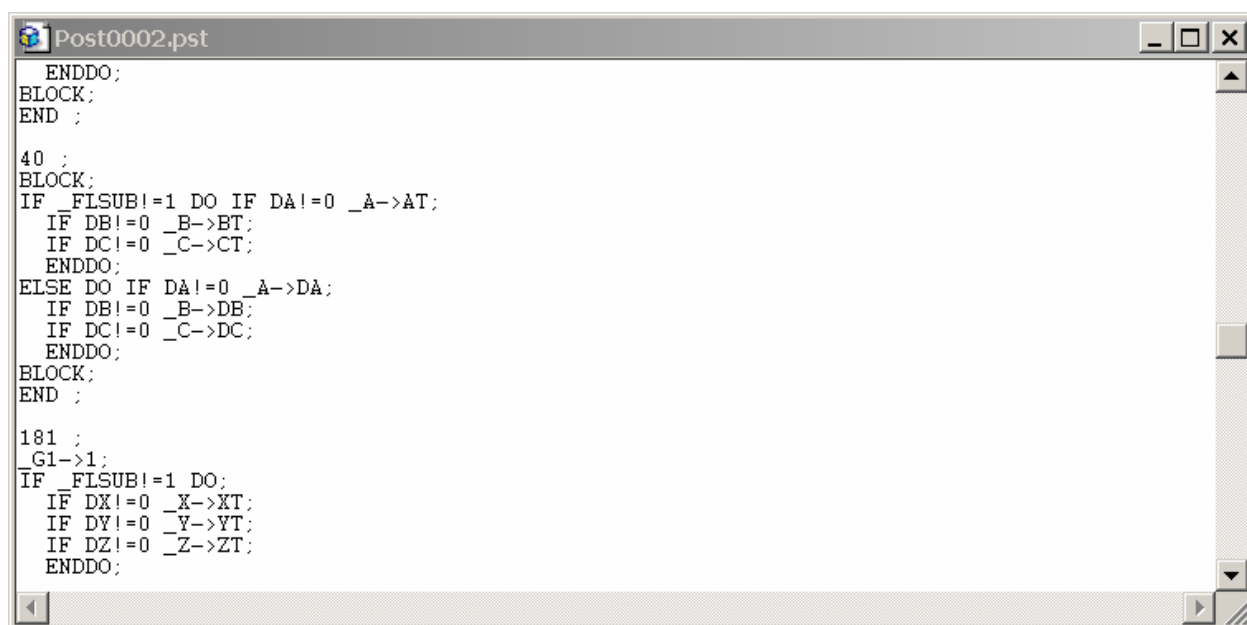 Post0002.pst
  ENDDO;
BLOCK;
END ;

40 ;
BLOCK;
IF _FLSUB!=1 DO IF DA!=0 _A->AT;
  IF DB!=0 _B->BT;
  IF DC!=0 _C->CT;
  ENDDO;
ELSE DO IF DA!=0 _A->DA;
  IF DB!=0 _B->DB;
  IF DC!=0 _C->DC;
  ENDDO;
BLOCK;
END ;

181 ;
_G1->1;
IF _FLSUB!=1 DO;
  IF DX!=0 _X->XT;
  IF DY!=0 _Y->YT;
  IF DZ!=0 _Z->ZT;
  ENDDO;